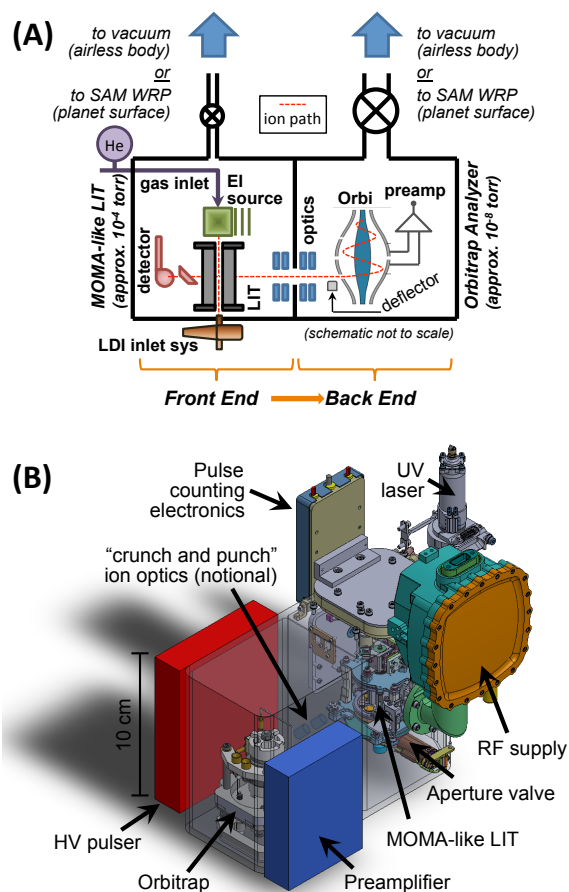 (A)
to vacuum
(airless body)
or
to SAM WRP
(planet surface)
to vacuum
(airless body)
or
to SAM WRP
(planet surface)
ion path
He
gas inlet
EI
source
optics
Orbi
preamp
MOMA-like LIT
(approx. 10-4 torr)
detector
LIT
deflector
Orbitrap Analyzer
(approx. 10-8 torr)
LDI inlet sys
(schematic not to scale)
Front End
Back End
(B)
Pulse
counting
electronics
UV
laser
“crunch and punch”
ion optics (notional)
10 cm
RF supply
Aperture valve
MOMA-like LIT
HV pulser
Orbitrap
Preamplifier